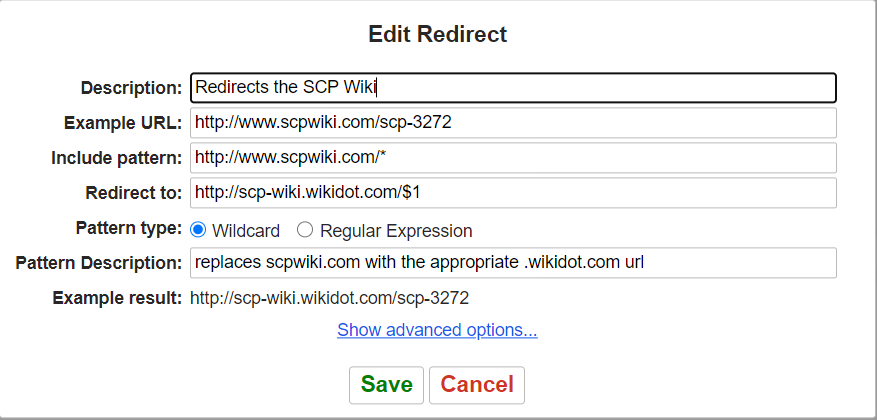 Edit Redirect
Description: Redirects the SCP Wiki
Example URL: http://www.scpwiki.com/scp-3272
Include pattern: http://www.scpwiki.com/*
Redirect to: http://scp-wiki.wikidot.com/$1
Pattern type: Wildcard Regular Expression
Pattern Description: replaces scpwiki.com with the appropriate .wikidot.com url
Example result: http://scp-wiki.wikidot.com/scp-3272
Show advanced options...
Save Cancel